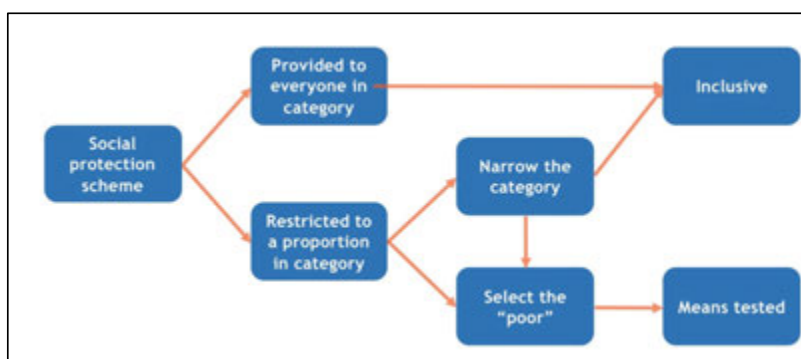 Provided to
everyone in
category
Inclusive
Social
protection
scheme
Narrow the
category
Restricted to
a proportion
in category
Select the
“poor”
Means tested